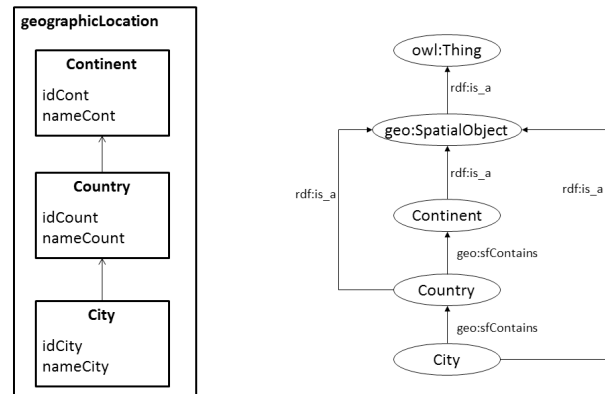 geographicLocation
Continent
idCont
nameCont
Country
idCount
nameCount
City
idCity
nameCity
owl:Thing
rdf:is_a
geo:SpatialObject
rdf:is_a
rdf:is_a
rdf:is_a
Continent
geo:sfContains
Country
geo:sfContains
City